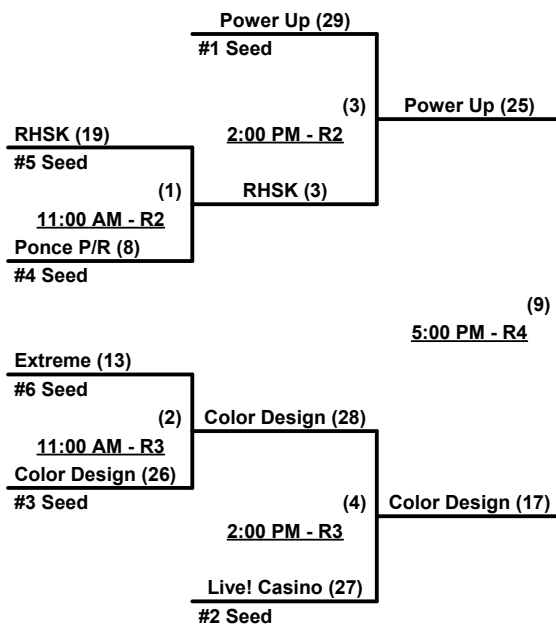 Power Up (29)
#1 Seed
(3)
Power Up (25)
RHSK (19)
2:00 PM - R2
#5 Seed
(1)
RHSK (3)
11:00 AM - R2
Ponce P/R (8)
#4 Seed
(9)
5:00 PM - R4
Extreme (13)
#6 Seed
(2)
Color Design (28)
11:00 AM - R3
Color Design (26)
#3 Seed
(4)
Color Design (17)
2:00 PM - R3
Live! Casino (27)
#2 Seed